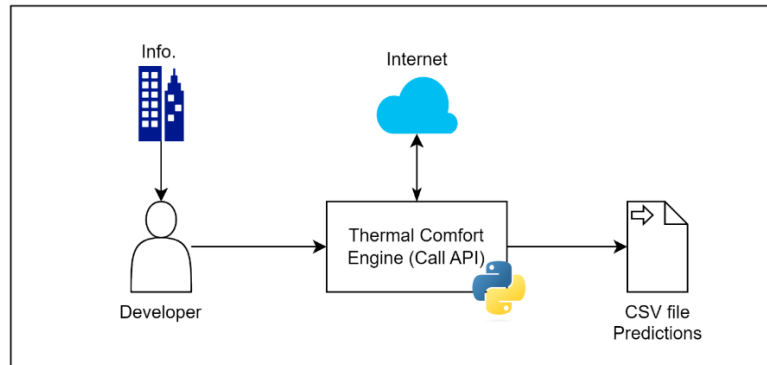 Info.
Internet
Thermal Comfort
Engine (Call API)
Developer
CSV file
Predictions